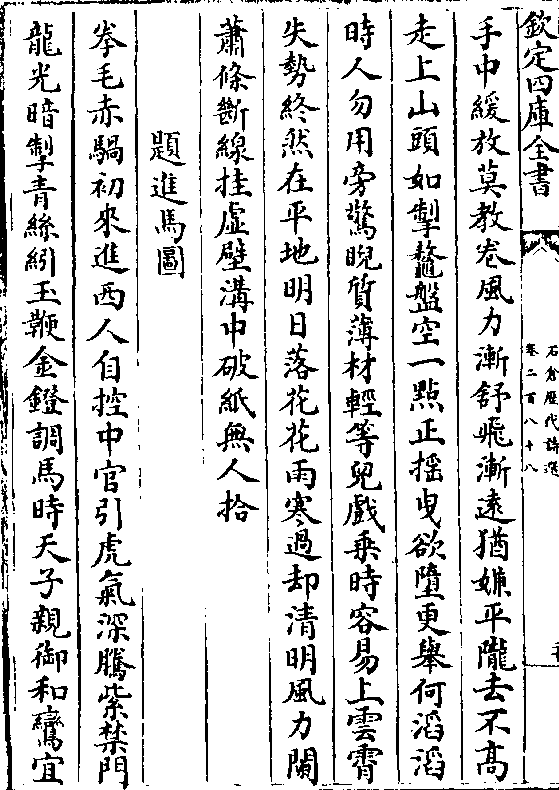 欽定四庫全書
石倉歷代詩選
卷二百八十八
手中緩放莫教卷風力漸舒飛漸遠猶嫌平隴去不髙
走上山頭如掣鼇盤空一點正揺曳欲墮更舉何滔滔
時人勿用旁驚睨質薄材輕等兒戲乗時容易上雲霄
失勢終然在平地明日落花花雨寒過却清明風力闌
蕭條斷線挂虛壁溝中破紙無人拾
題進馬圖
拳毛赤騧初來進西人自控中官引虎氣深騰紫禁門
龍光暗掣青絲紖玉鞭金鐙調馬時天子親御和鸞宜